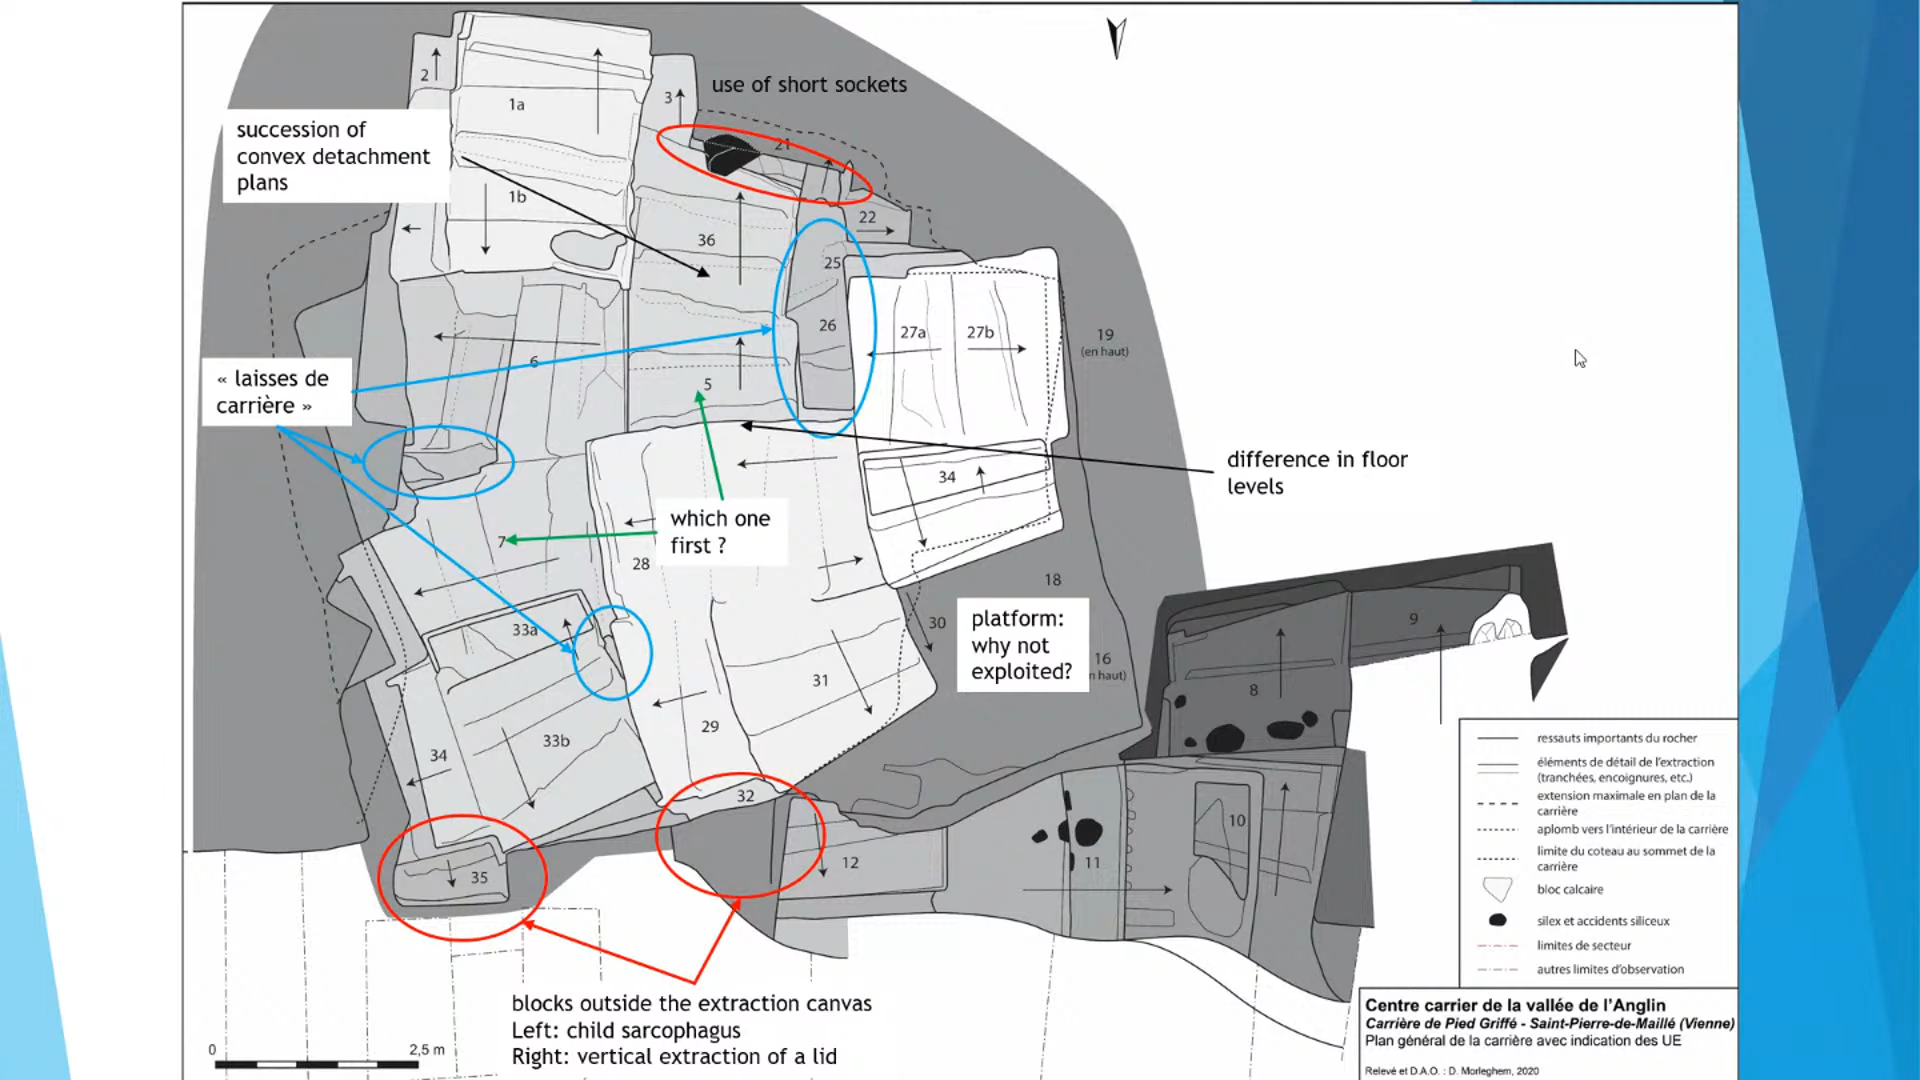 use of short sockets
2
1a
3
succession of
convex detachment
plans
21
1b
22
36
25
26
27a
27b
19
(en haut)
6
« laisses de
carrière »
5
difference in floor
levels
34
which one
first ?
7
28
18
30
platform:
why not
exploited?
16
n haut)
33a
9
31
8
29
33b
34
32
10
12
11
35
ressauts importants du rocher
éléments de détail de l'extraction
(tranchées, encoignures, etc.)
extension maximale en plan de la
carrière
aplomb vers l'intérieur de la carrière
limite du coteau au sommet de la
carrière
bloc calcaire
silex et accidents siliceux
limites de secteur
autres limites d'observation
blocks outside the extraction canvas
Left: child sarcophagus
Right: vertical extraction of a lid
0
2,5 m
Centre carrier de la vallée de l'Anglin
Carrière de Pied Griffé - Saint-Pierre-de-Maillé (Vienne)
Plan général de la carrière avec indication des UE
Relevé et D.A.O. : D. Morleghem, 2020